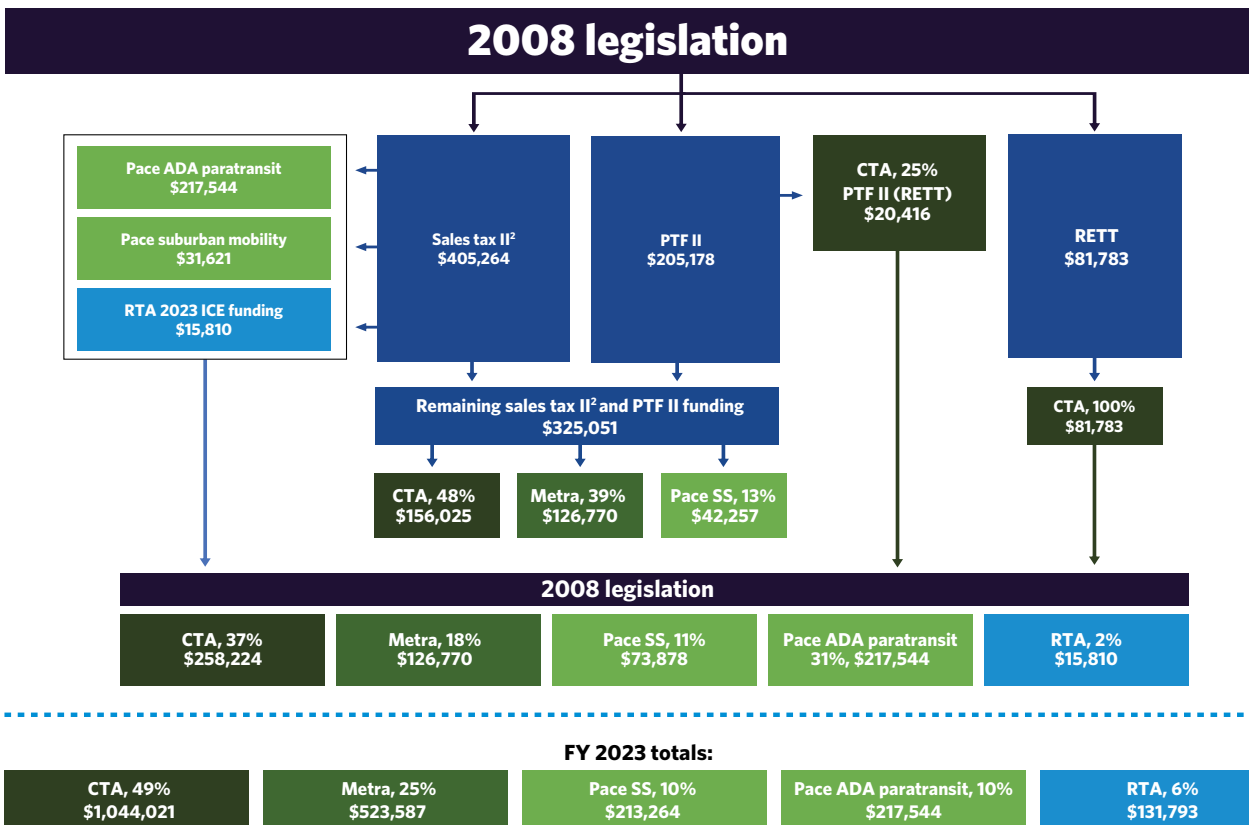 2008 legislation
Pace ADA paratransit
$217,544
Pace suburban mobility
$31,621
RTA 2023 ICE funding
$15,810
Sales tax II²
$405,264
PTF II
$205,178
CTA, 25%
PTF II (RETT)
$20,416
RETT
$81,783
Remaining sales tax II² and PTF II funding
$325,051
CTA, 100%
$81,783
CTA, 48%
$156,025
Metra, 39%
$126,770
Pace SS, 13%
$42,257
2008 legislation
CTA, 37%
$258,224
Metra, 18%
$126,770
Pace SS, 11%
$73,878
Pace ADA paratransit
31%, $217,544
RTA, 2%
$15,810
FY 2023 totals:
CTA, 49%
$1,044,021
Metra, 25%
$523,587
Pace SS, 10%
$213,264
Pace ADA paratransit, 10%
$217,544
RTA, 6%
$131,793